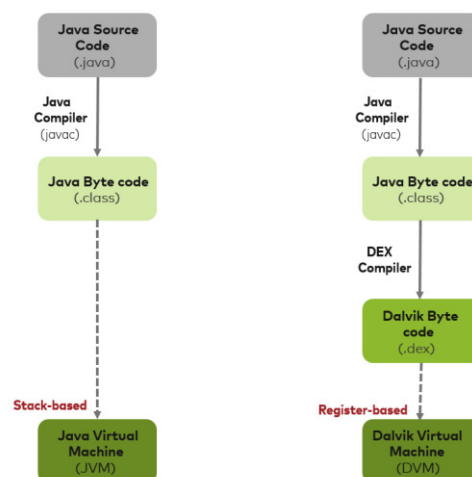 Java Source
Code
(.java)
Java
Compiler
(javac)
Java Byte code
(.class)
Stack-based
Java Virtual
Machine
(JVM)
Java Source
Code
(.java)
Java
Compiler
(javac)
Java Byte code
(.class)
DEX
Compiler
Dalvik Byte
code
(.dex)
Register-based
Dalvik Virtual
Machine
(DVM)